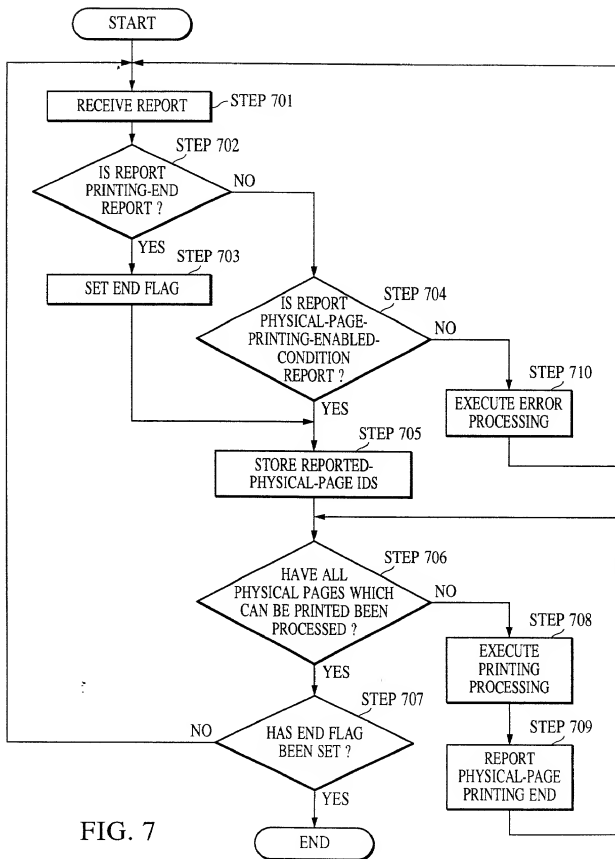 START
RECEIVE REPORT
STEP 701
STEP 702
IS REPORT
PRINTING-END
REPORT ?
NO
YES
STEP 703
SET END FLAG
STEP 704
IS REPORT
PHYSICAL-PAGE-
PRINTING-ENABLED-
CONDITION
REPORT ?
NO
YES
STEP 710
EXECUTE ERROR
PROCESSING
STEP 705
STORE REPORTED-
PHYSICAL-PAGE IDS
STEP 706
HAVE ALL
PHYSICAL PAGES WHICH
CAN BE PRINTED BEEN
PROCESSED ?
NO
YES
STEP 708
EXECUTE
PRINTING
PROCESSING
STEP 707
HAS END FLAG
BEEN SET ?
NO
YES
STEP 709
REPORT
PHYSICAL-PAGE
PRINTING END
END
FIG. 7